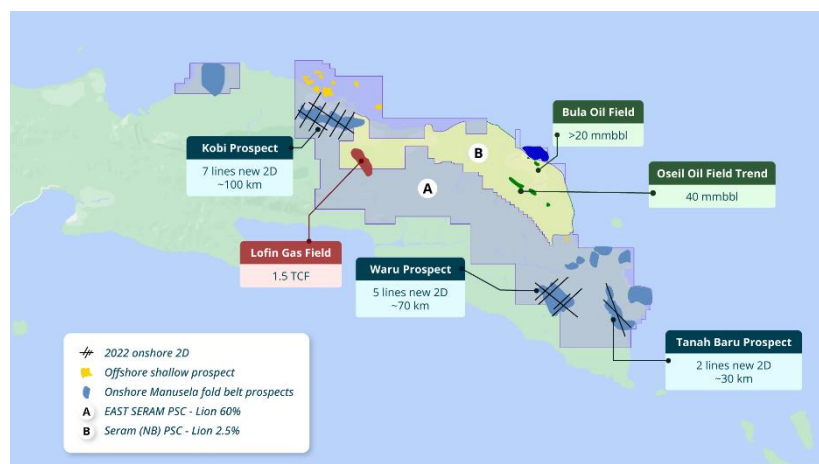 Bula Oil Field
>20 mmbbl
Kobi Prospect
7 lines new 2D
~100 km
B
A
Oseil Oil Field Trend
40 mmbbl
Lofin Gas Field
1.5 TCF
Waru Prospect
5 lines new 2D
~70 km
Tanah Baru Prospect
2 lines new 2D
~30 km
2022 onshore 2D
Offshore shallow prospect
Onshore Manusela fold belt prospects
A EAST SERAM PSC - Lion 60%
B Seram (NB) PSC - Lion 2.5%